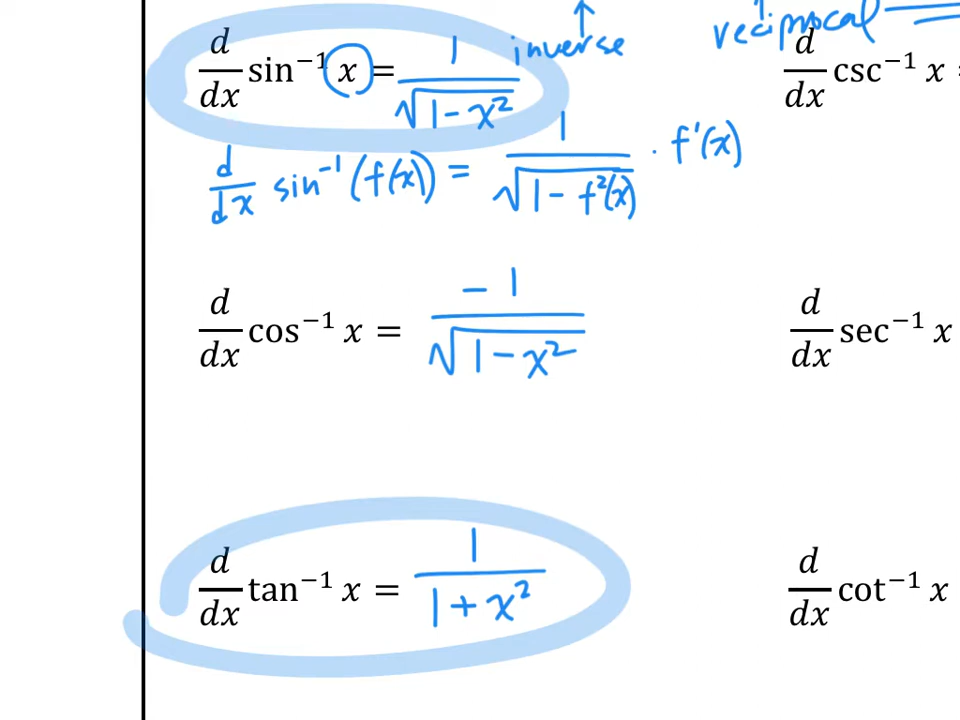 inverse
reciprocal
d/dx sin⁻¹ x = 1/√(1 − x²)
d/dx csc⁻¹ x =
d/dx sin⁻¹(f(x)) = 1/√(1 − f²(x)) · f'(x)
d/dx cos⁻¹ x = −1/√(1 − x²)
d/dx sec⁻¹ x
d/dx tan⁻¹ x = 1/(1 + x²)
d/dx cot⁻¹ x